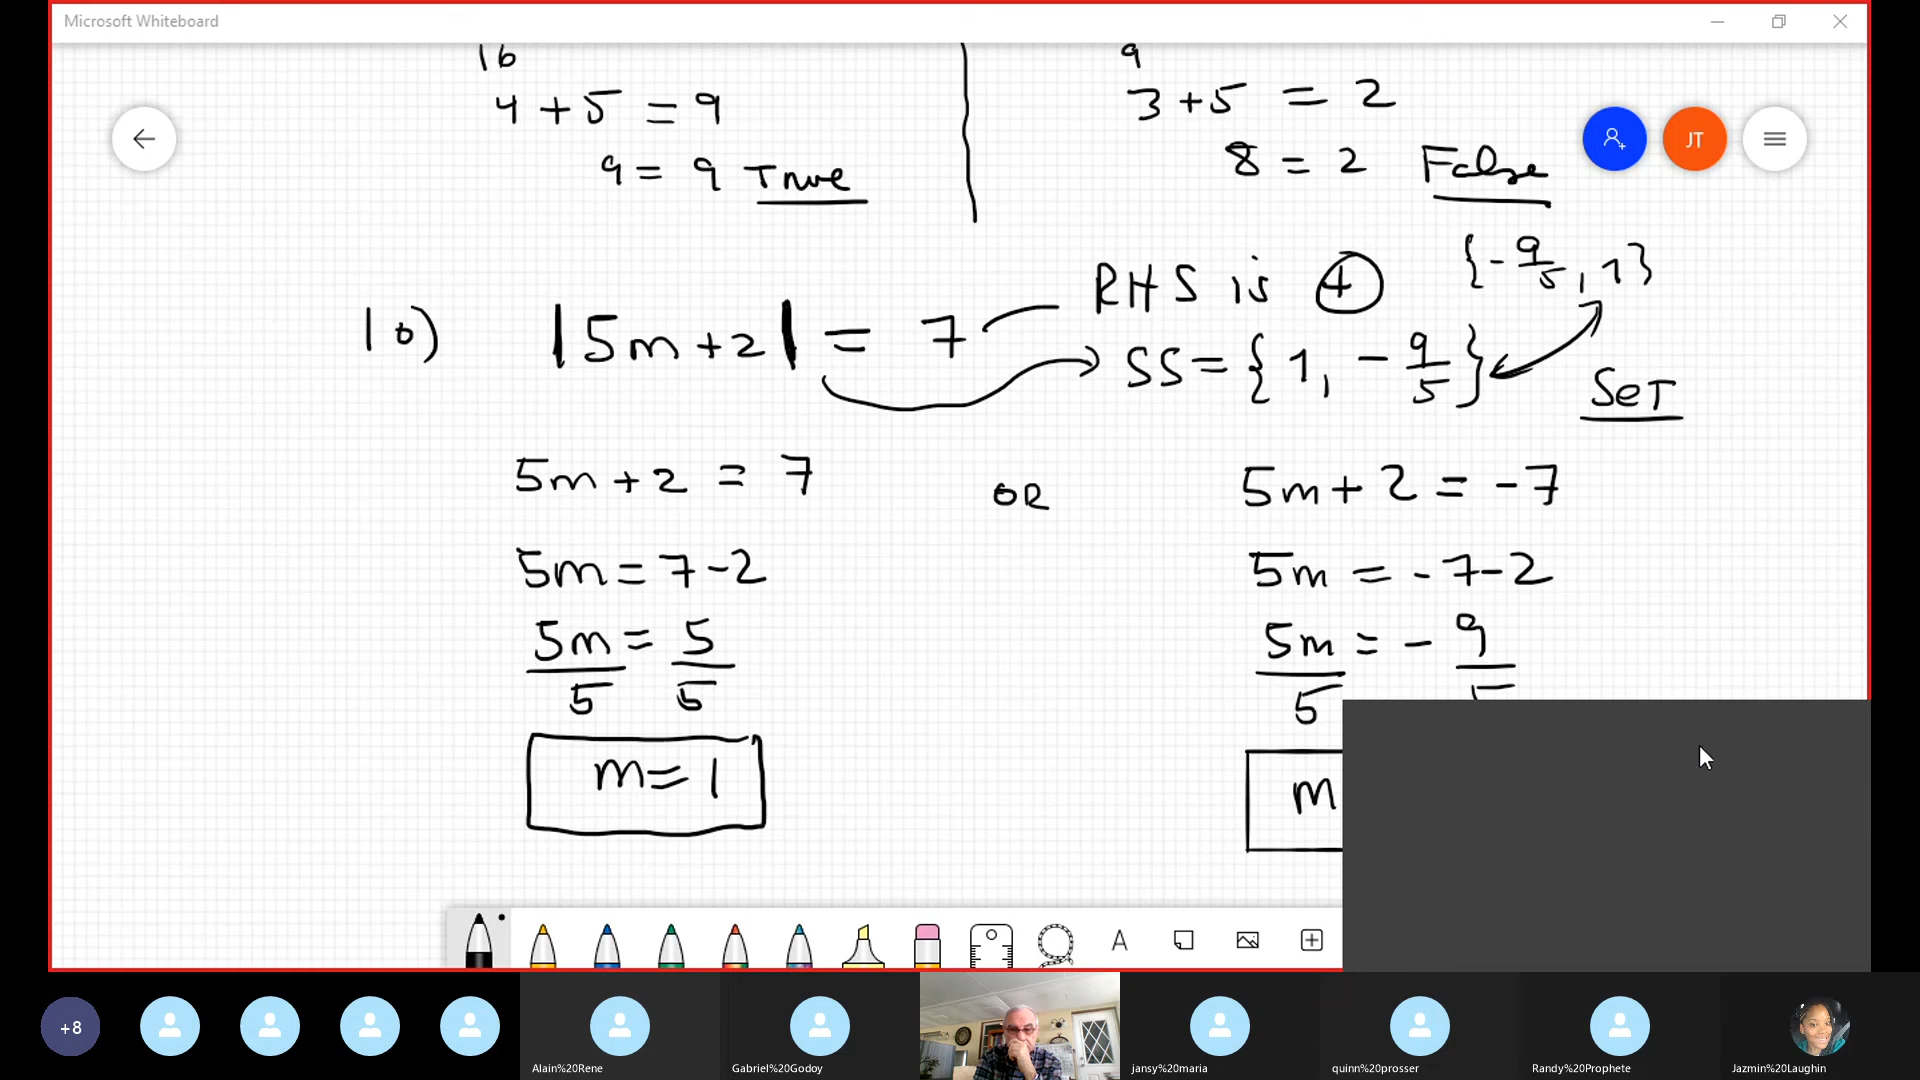 Microsoft Whiteboard
16
4 + 5 = 9
9 = 9 True
9
3 + 5 = 2
8 = 2 False
JT
{-9/5, 1}
10) |5m+2| = 7
RHS is +
SS = {1, -9/5}
SeT
5m + 2 = 7
OR
5m + 2 = -7
5m = 7-2
5m = -7-2
5m = 5
5 5
5m = -9
5
m = 1
m
A
+8
Alain%20Rene
Gabriel%20Godoy
jansy%20maria
quinn%20prosser
Randy%20Prophete
Jazmin%20Laughin